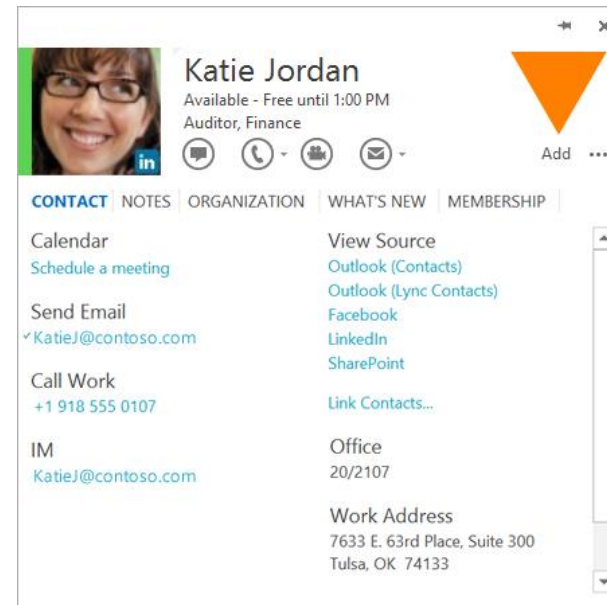 Katie Jordan
Available - Free until 1:00 PM
Auditor, Finance
in
Add
CONTACT NOTES ORGANIZATION WHAT'S NEW MEMBERSHIP
Calendar
Schedule a meeting
Send Email
KatieJ@contoso.com
Call Work
+1 918 555 0107
IM
KatieJ@contoso.com
View Source
Outlook (Contacts)
Outlook (Lync Contacts)
Facebook
LinkedIn
SharePoint
Link Contacts...
Office
20/2107
Work Address
7633 E. 63rd Place, Suite 300
Tulsa, OK 74133